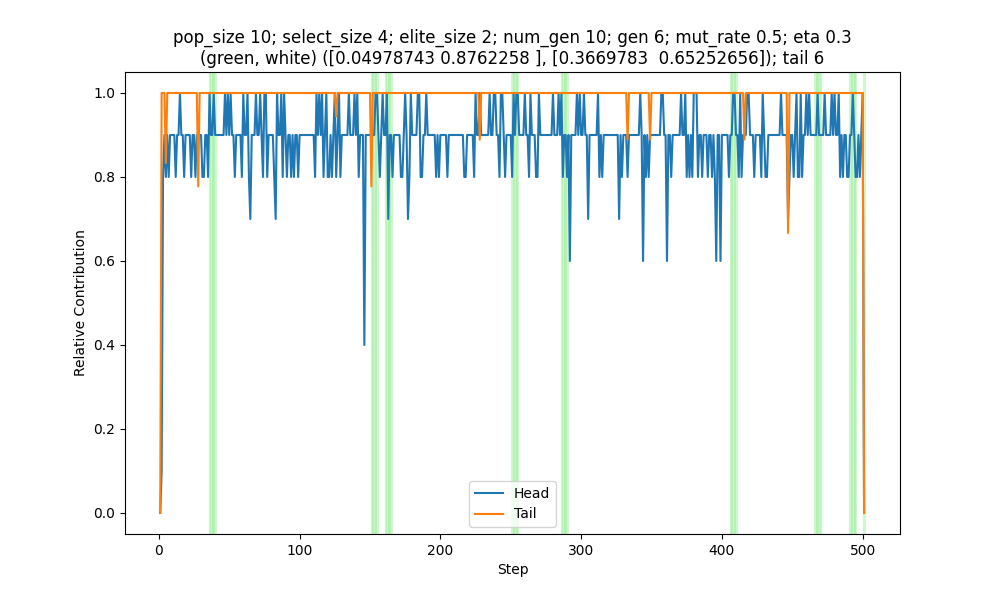 pop_size 10; select_size 4; elite_size 2; num_gen 10; gen 6; mut_rate 0.5; eta 0.3
(green, white) ([0.04978743 0.8762258 ], [0.3669783  0.65252656]); tail 6
1.0
0.8
0.6
0.4
0.2
0.0
Relative Contribution
Head
Tail
0 100 200 300 400 500
Step